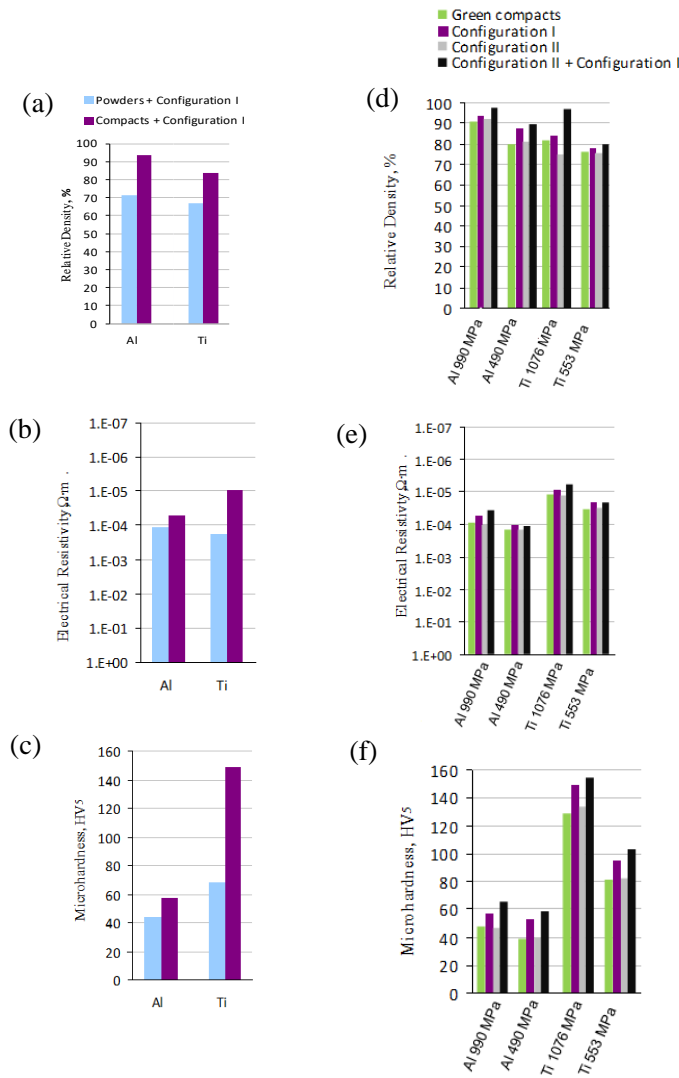 Green compacts
Configuration I
Configuration II
Configuration II + Configuration I
(a)
Powders + Configuration I
Compacts + Configuration I
100
90
80
70
60
50
40
30
20
10
0
Relative Density, %
Al
Ti
(d)
100
90
80
70
60
50
40
30
20
10
0
Relative Density, %
Al 990 MPa
Al 490 MPa
Ti 1076 MPa
Ti 553 MPa
(b)
1.E-07
1.E-06
1.E-05
1.E-04
1.E-03
1.E-02
1.E-01
1.E+00
Electrical Resistivity Ω·m .
Al
Ti
(e)
1.E-07
1.E-06
1.E-05
1.E-04
1.E-03
1.E-02
1.E-01
1.E+00
Electrical Resistivity Ω·m .
Al 990 MPa
Al 490 MPa
Ti 1076 MPa
Ti 553 MPa
(c)
160
140
120
100
80
60
40
20
0
Microhardness, HV5
Al
Ti
(f)
160
140
120
100
80
60
40
20
0
Microhardness, HV5
Al 990 MPa
Al 490 MPa
Ti 1076 MPa
Ti 553 MPa